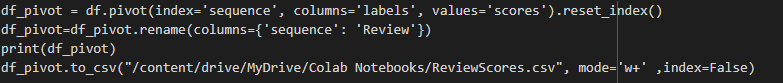 df_pivot = df.pivot(index='sequence', columns='labels', values='scores').reset_index()
df_pivot=df_pivot.rename(columns={'sequence': 'Review'})
print(df_pivot)
df_pivot.to_csv("/content/drive/MyDrive/Colab Notebooks/ReviewScores.csv", mode='w+' ,index=False)